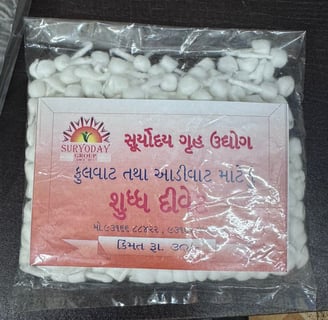 SURYODAY
GROUP
સૂર્યોદય ગૃહ ઉદ્યોગ
ફુલવાટ તથા આડીવાટ માટે
શુધ્ધ દીવેટ
મો.
કિંમત રૂા. ૩૦/-